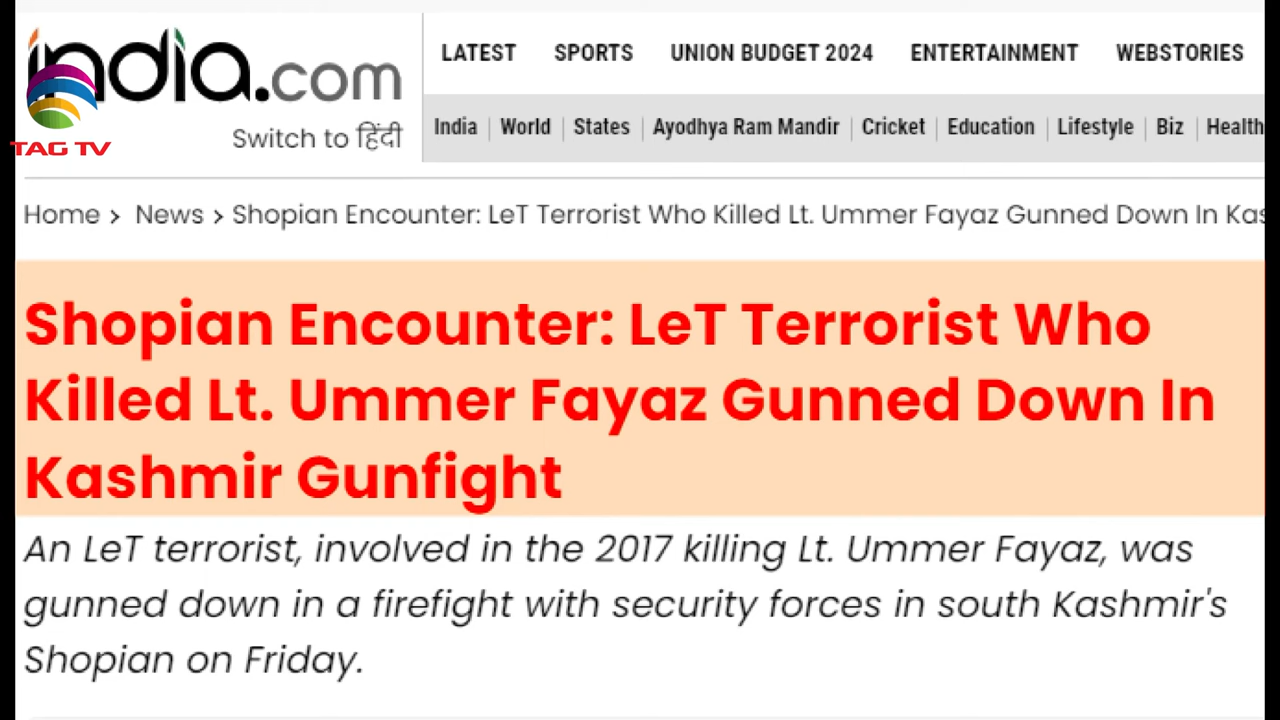 india.com
TAG TV
Switch to हिंदी
LATEST SPORTS UNION BUDGET 2024 ENTERTAINMENT WEBSTORIES
India World States Ayodhya Ram Mandir Cricket Education Lifestyle Biz Health
Home > News > Shopian Encounter: LeT Terrorist Who Killed Lt. Ummer Fayaz Gunned Down In Kas
Shopian Encounter: LeT Terrorist Who
Killed Lt. Ummer Fayaz Gunned Down In
Kashmir Gunfight
An LeT terrorist, involved in the 2017 killing Lt. Ummer Fayaz, was
gunned down in a firefight with security forces in south Kashmir's
Shopian on Friday.